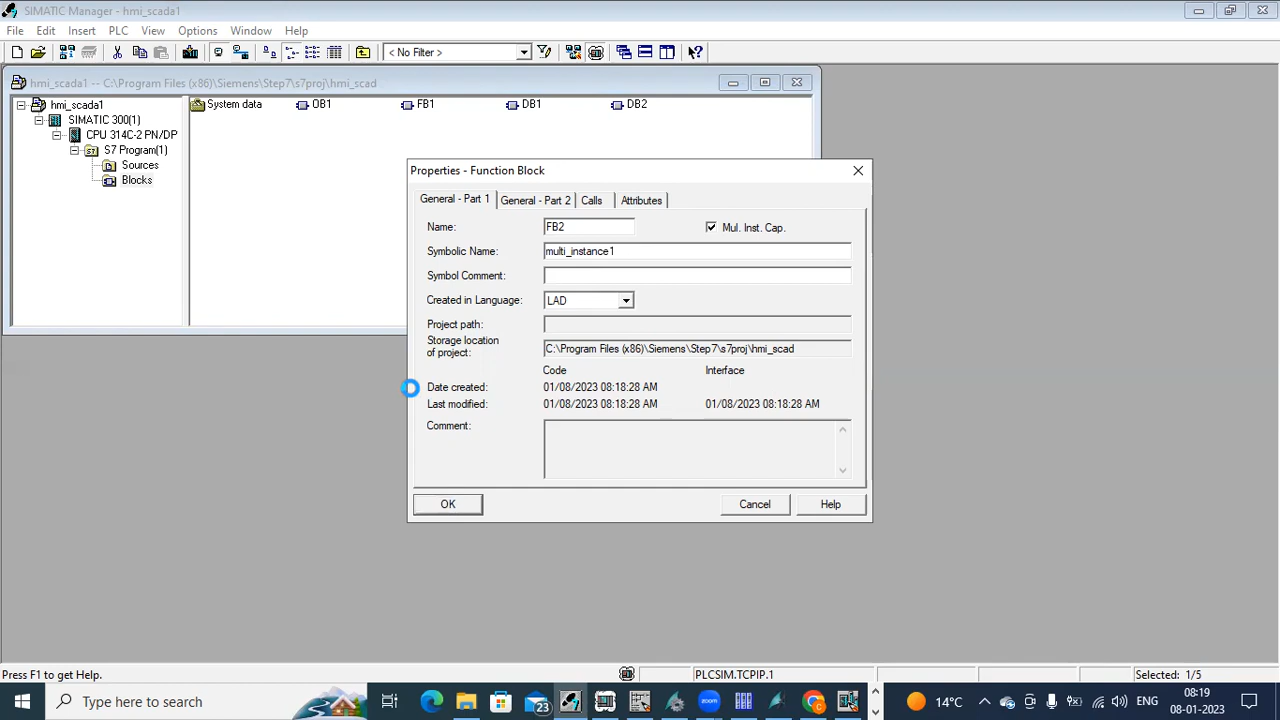 SIMATIC Manager - hmi_scada1
File Edit Insert PLC View Options Window Help
< No Filter >
hmi_scada1 -- C:\Program Files (x86)\Siemens\Step7\s7proj\hmi_scad
hmi_scada1
SIMATIC 300(1)
CPU 314C-2 PN/DP
S7 Program(1)
Sources
Blocks
System data OB1 FB1 DB1 DB2
Properties - Function Block
General - Part 1 General - Part 2 Calls Attributes
Name: FB2 Mul. Inst. Cap.
Symbolic Name: multi_instance1
Symbol Comment:
Created in Language: LAD
Project path:
Storage location
of project: C:\Program Files (x86)\Siemens\Step7\s7proj\hmi_scad
Code Interface
Date created: 01/08/2023 08:18:28 AM
Last modified: 01/08/2023 08:18:28 AM 01/08/2023 08:18:28 AM
Comment:
OK Cancel Help
Press F1 to get Help. PLCSIM.TCPIP.1 Selected: 1/5
Type here to search 23 zoom 14°C ENG 08:19
08-01-2023